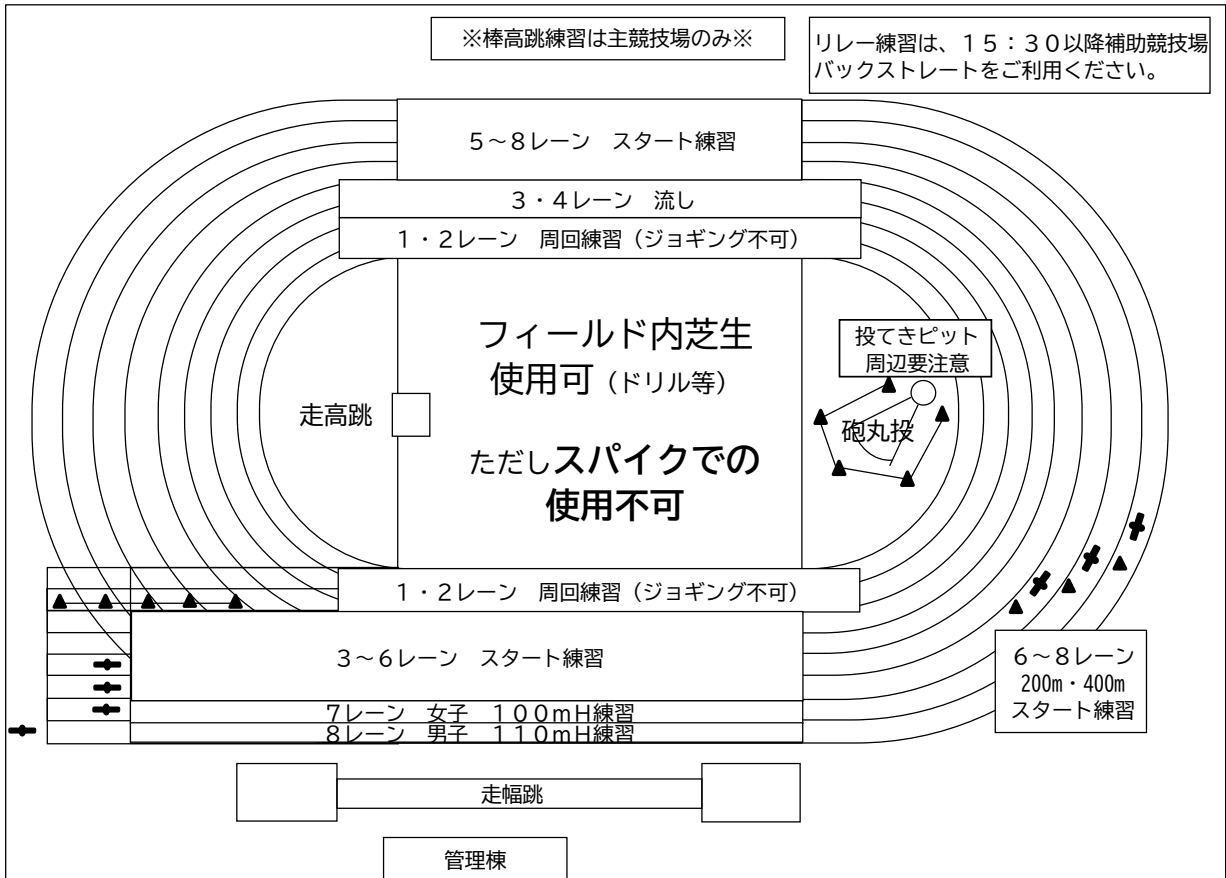 ※棒高跳練習は主競技場のみ※
リレー練習は、１５：３０以降補助競技場
バックストレートをご利用ください。
５～８レーン　スタート練習
３・４レーン　流し
１・２レーン　周回練習（ジョギング不可）
フィールド内芝生
使用可（ドリル等）
ただしスパイクでの
使用不可
走高跳
投てきピット
周辺要注意
砲丸投
１・２レーン　周回練習（ジョギング不可）
３～６レーン　スタート練習
７レーン　女子　１００ｍH練習
８レーン　男子　１１０ｍH練習
６～８レーン
200m・400m
スタート練習
走幅跳
管理棟